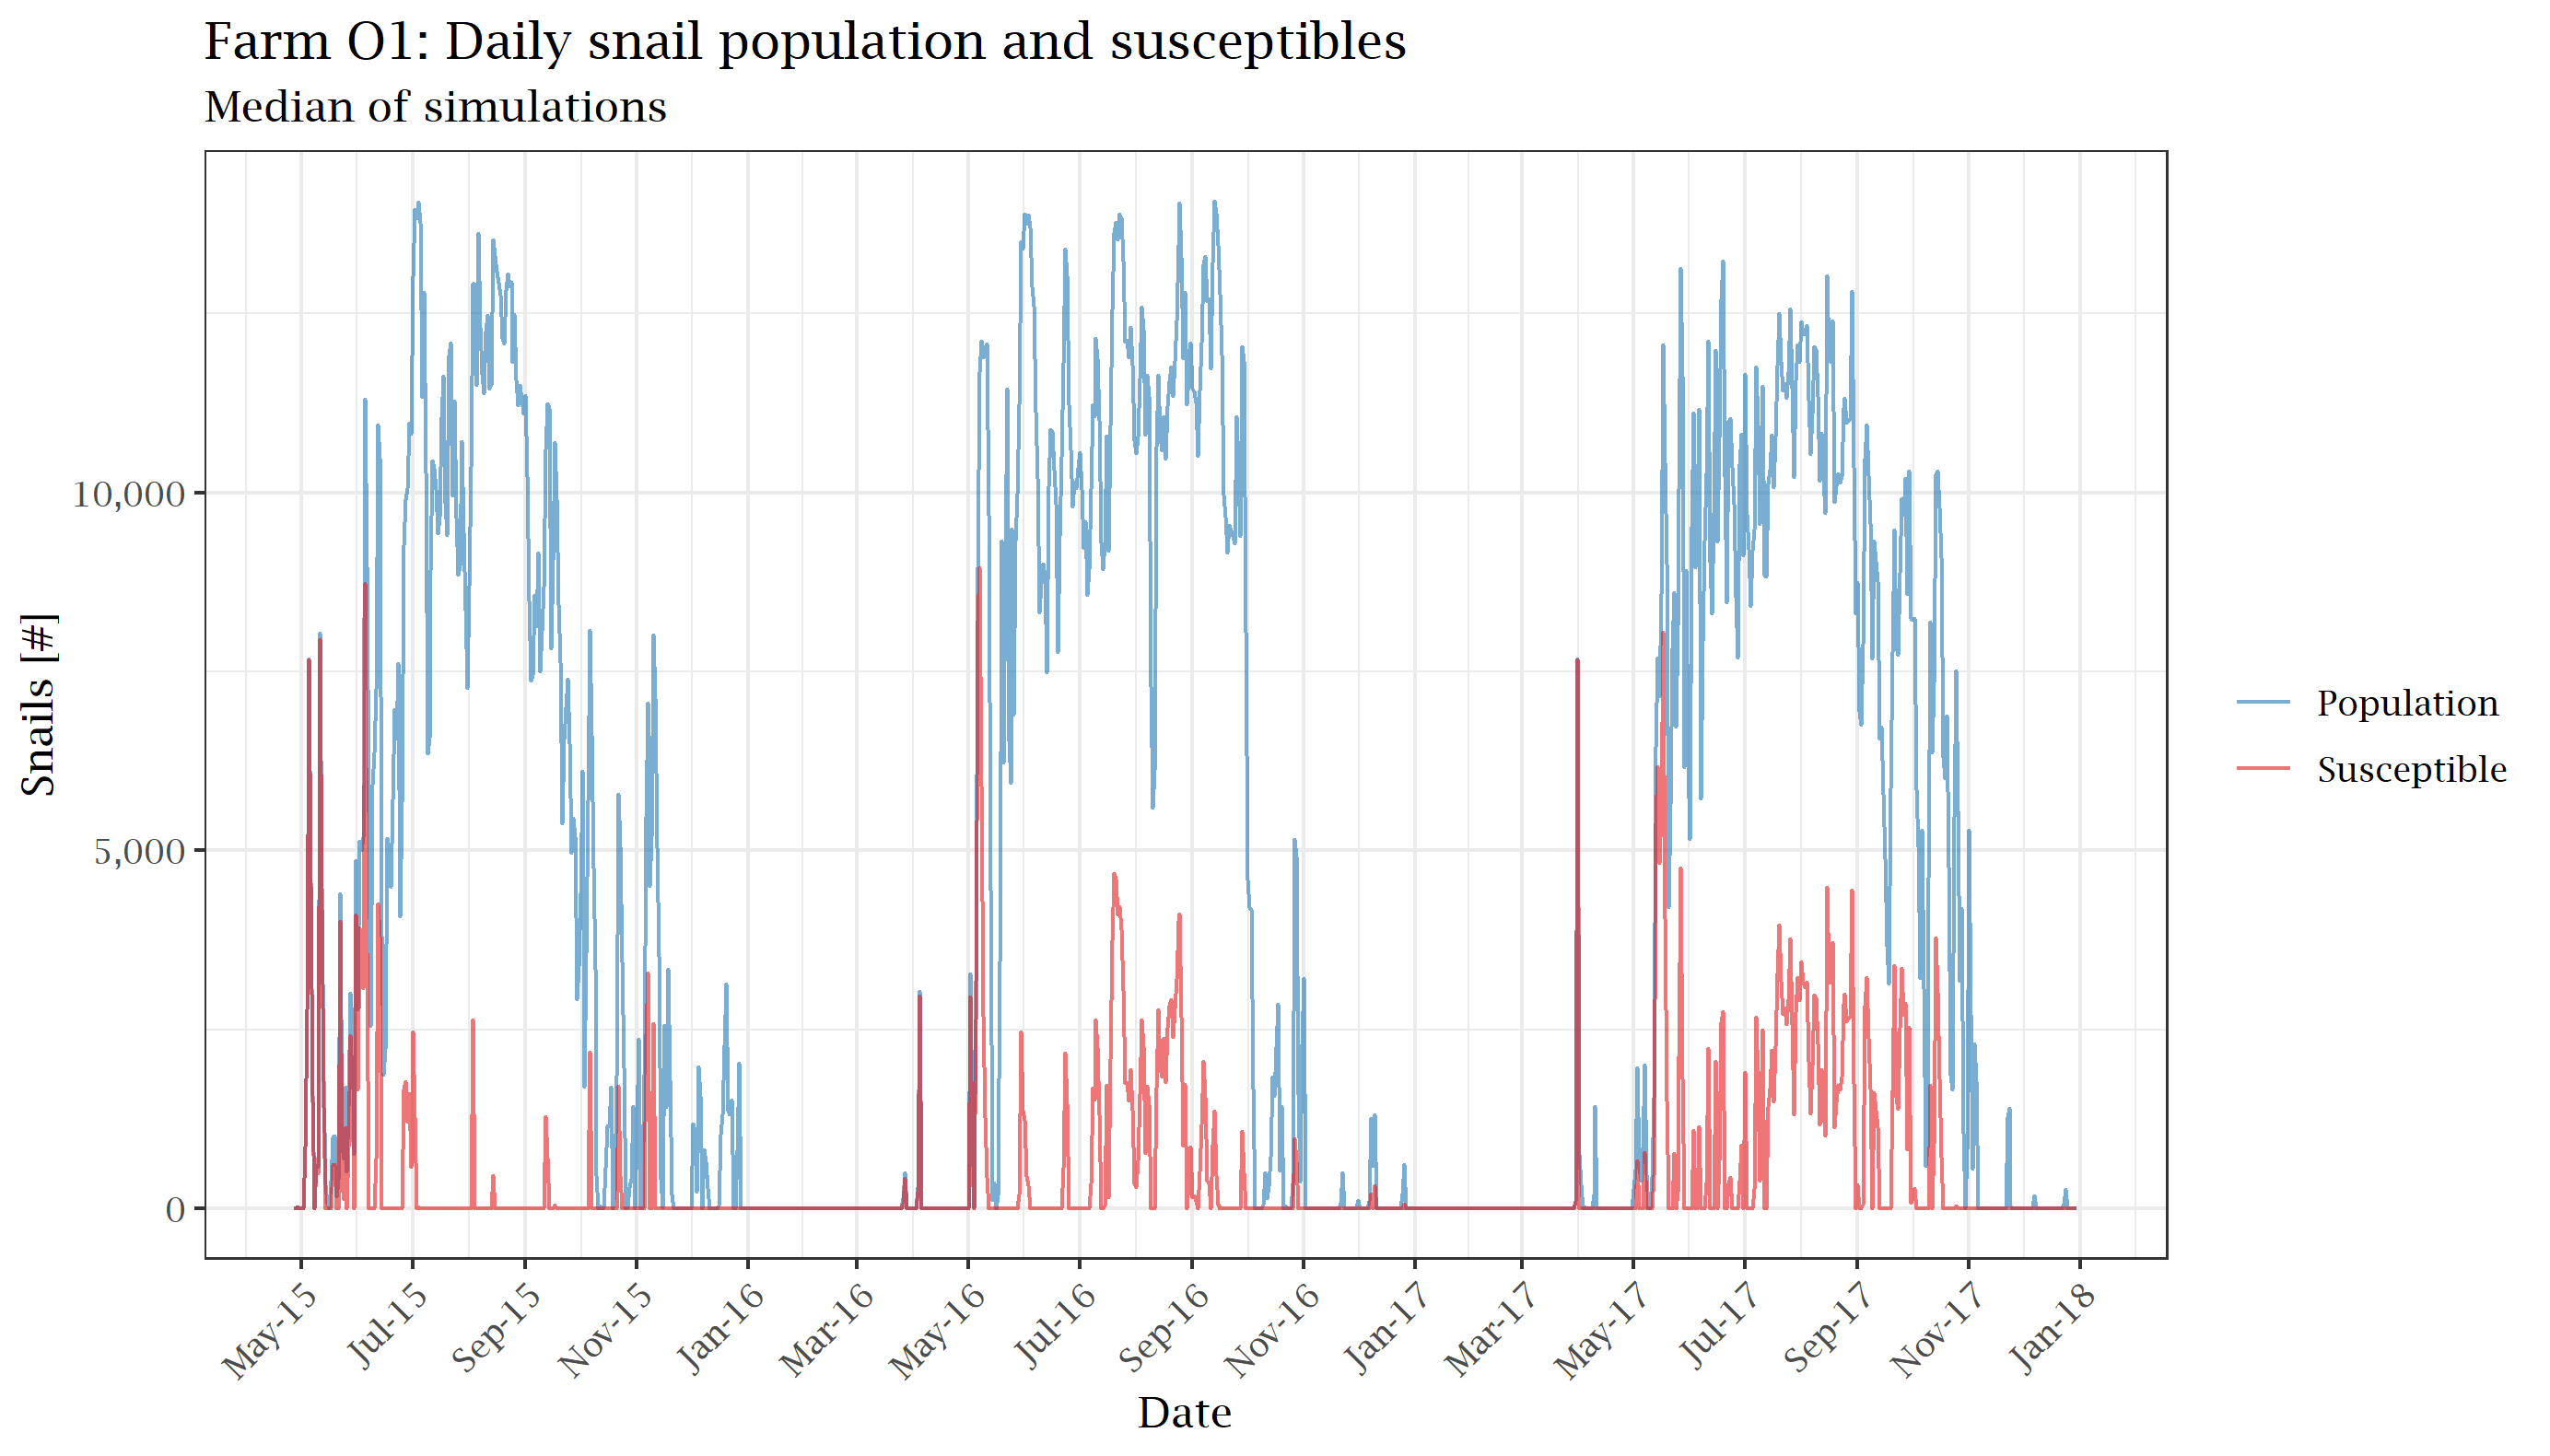 Farm O1: Daily snail population and susceptibles
Median of simulations
Snails [#]
10,000
5,000
0
May-15
Jul-15
Sep-15
Nov-15
Jan-16
Mar-16
May-16
Jul-16
Sep-16
Nov-16
Jan-17
Mar-17
May-17
Jul-17
Sep-17
Nov-17
Jan-18
Date
Population
Susceptible